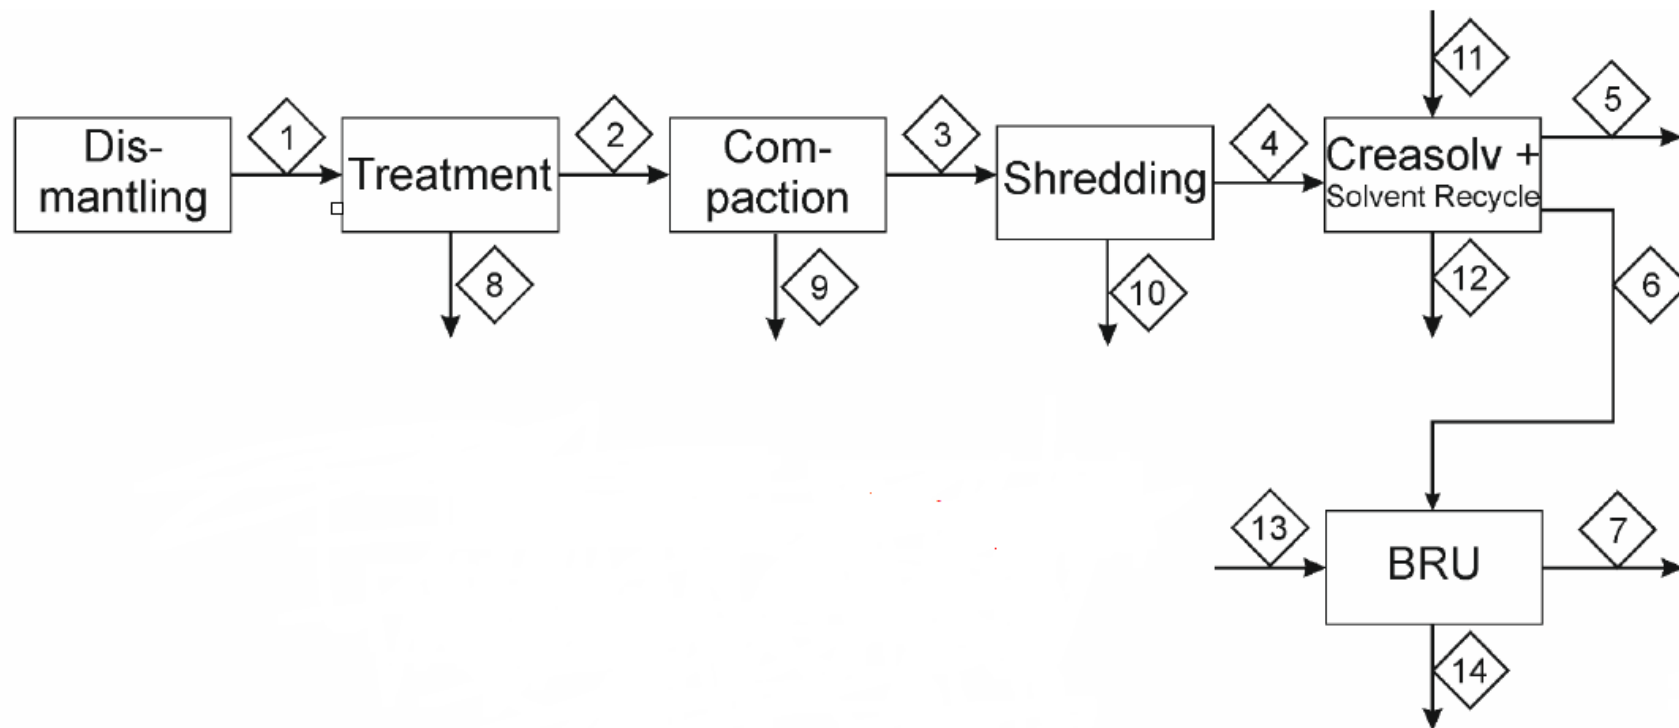 11
5
1
2
3
4
Dis-
mantling
Treatment
Com-
paction
Shredding
Creasolv +
Solvent Recycle
8
9
10
12
6
13
7
BRU
14